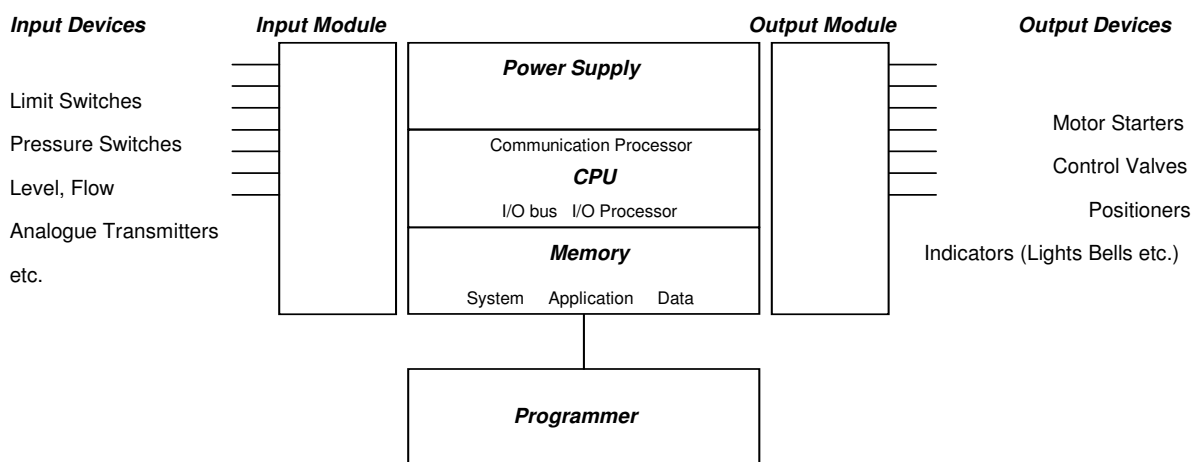 Input Devices
Input Module
Output Module
Output Devices
Limit Switches
Pressure Switches
Level, Flow
Analogue Transmitters
etc.
Power Supply
Communication Processor
CPU
I/O bus I/O Processor
Memory
System Application Data
Motor Starters
Control Valves
Positioners
Indicators (Lights Bells etc.)
Programmer